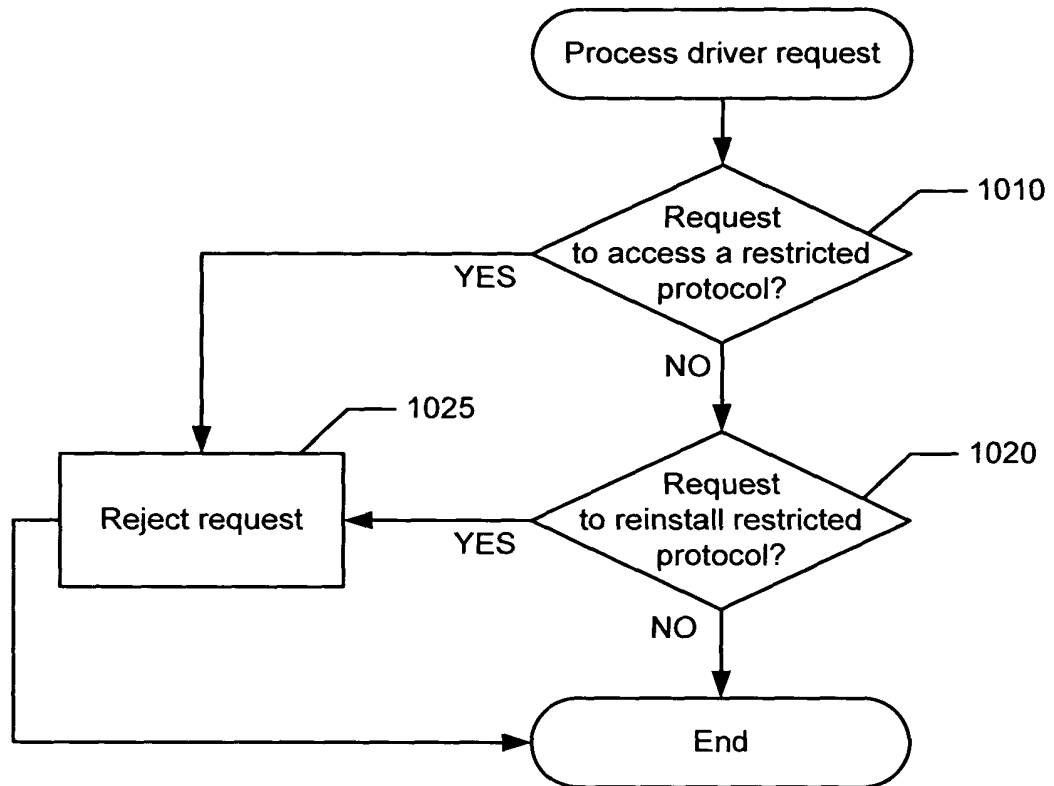 Process driver request
1010
Request
to access a restricted
protocol?
YES
NO
1025
1020
Reject request
Request
to reinstall restricted
protocol?
YES
NO
End